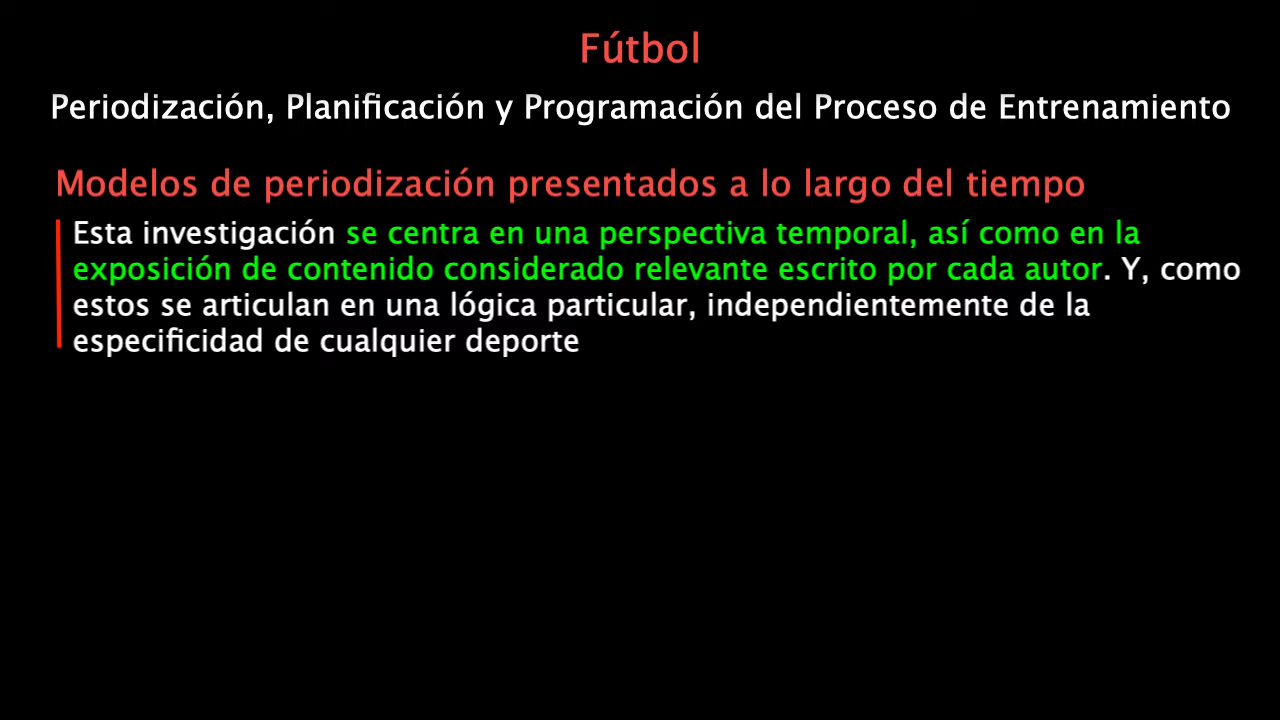 Fútbol
Periodización, Planificación y Programación del Proceso de Entrenamiento
Modelos de periodización presentados a lo largo del tiempo
Esta investigación se centra en una perspectiva temporal, así como en la
exposición de contenido considerado relevante escrito por cada autor. Y, como
estos se articulan en una lógica particular, independientemente de la
especificidad de cualquier deporte